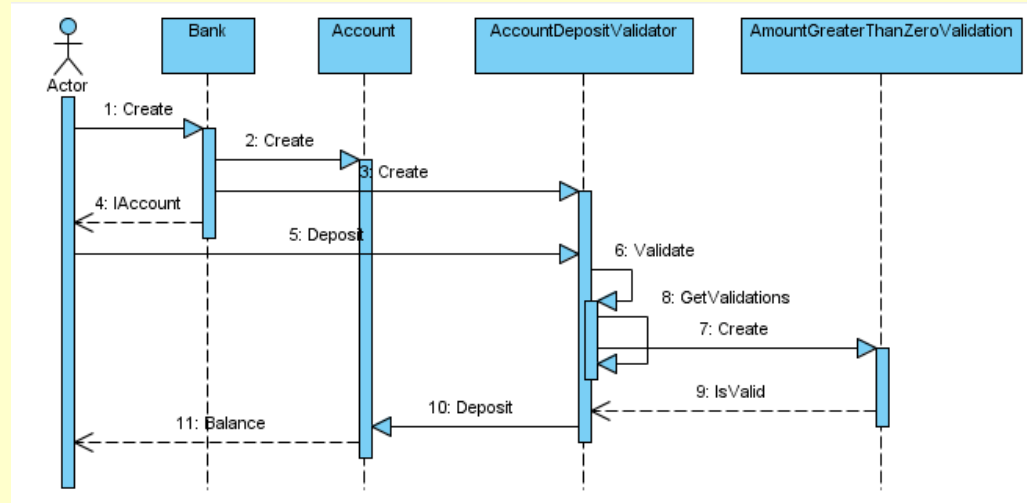 Bank
Account
AccountDepositValidator
AmountGreaterThanZeroValidation
Actor
1: Create
2: Create
3: Create
4: IAccount
5: Deposit
6: Validate
8: GetValidations
7: Create
9: IsValid
10: Deposit
11: Balance